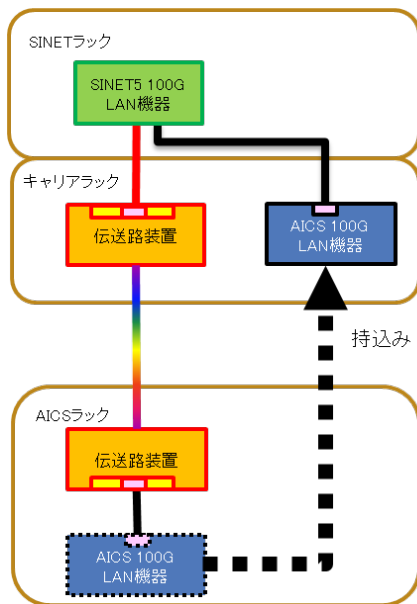 SINETラック
SINET5 100G
LAN機器
キャリアラック
伝送路装置
AICS 100G
LAN機器
持込み
AICSラック
伝送路装置
AICS 100G
LAN機器